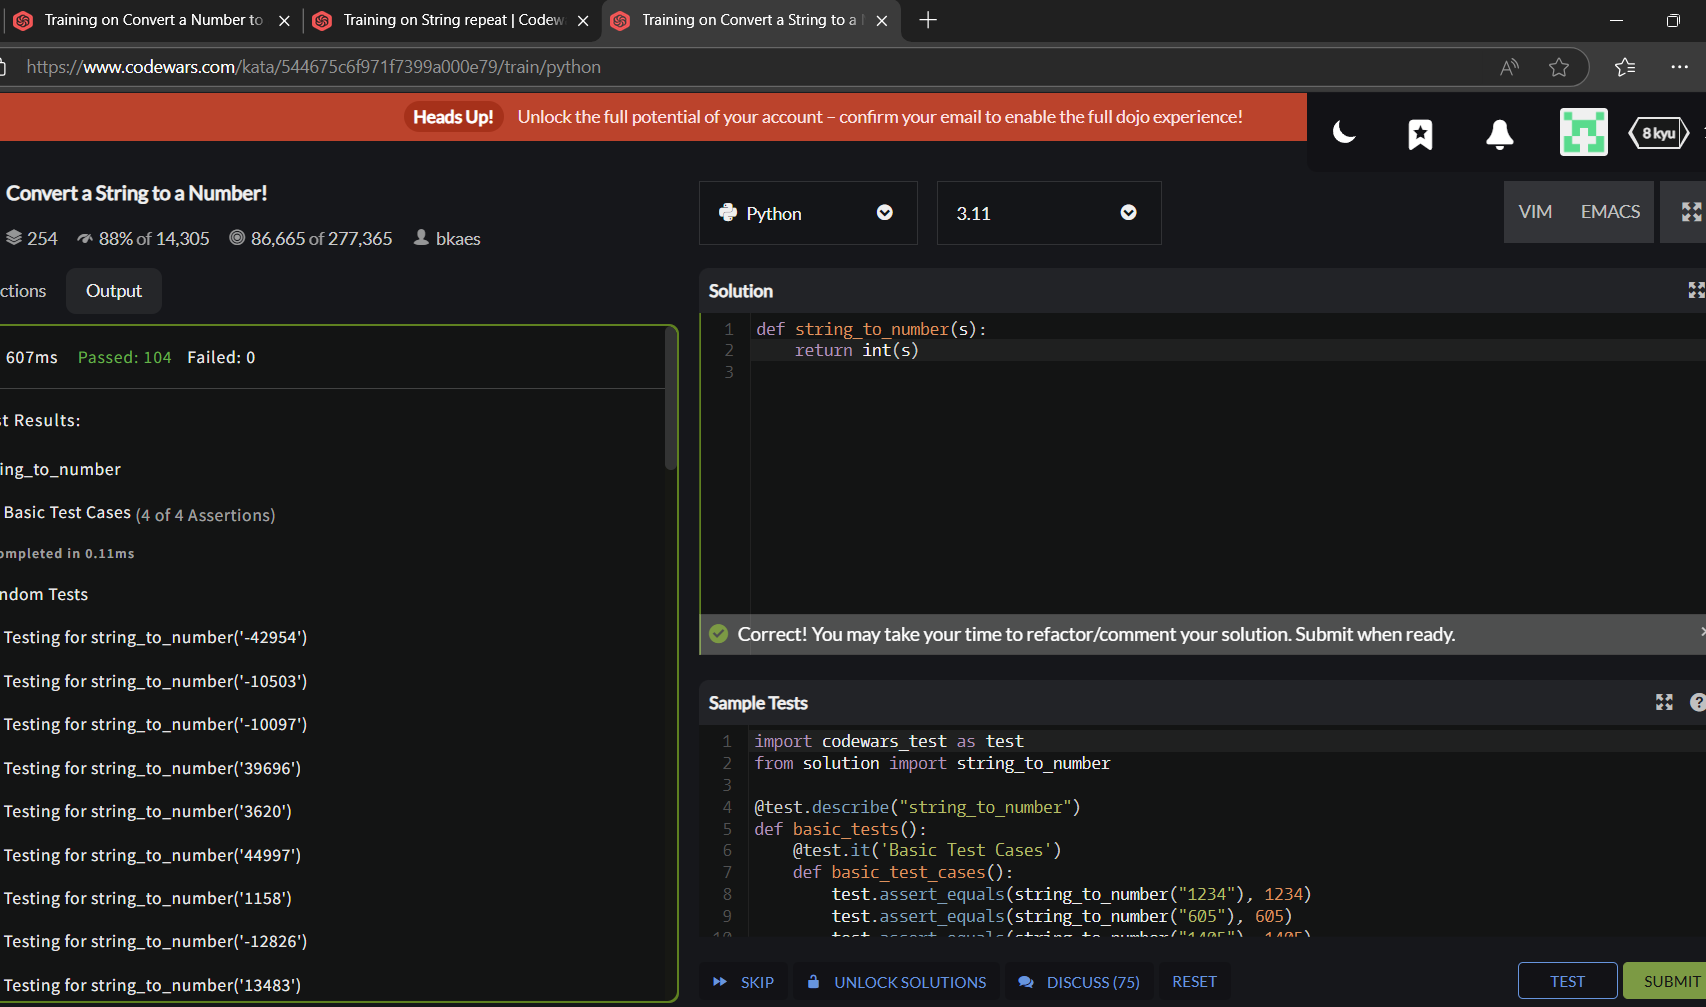 Training on Convert a Number to
Training on String repeat | Codew
Training on Convert a String to a
https://www.codewars.com/kata/544675c6f971f7399a000e79/train/python
Heads Up! Unlock the full potential of your account – confirm your email to enable the full dojo experience!
8 kyu
Convert a String to a Number!
254 88% of 14,305 86,665 of 277,365 bkaes
Python
3.11
VIM EMACS
ctions Output
607ms Passed: 104 Failed: 0
st Results:
ing_to_number
Basic Test Cases (4 of 4 Assertions)
ompleted in 0.11ms
ndom Tests
Testing for string_to_number('-42954')
Testing for string_to_number('-10503')
Testing for string_to_number('-10097')
Testing for string_to_number('39696')
Testing for string_to_number('3620')
Testing for string_to_number('44997')
Testing for string_to_number('1158')
Testing for string_to_number('-12826')
Testing for string_to_number('13483')
Solution
1 def string_to_number(s):
2     return int(s)
3
Correct! You may take your time to refactor/comment your solution. Submit when ready.
Sample Tests
1 import codewars_test as test
2 from solution import string_to_number
3
4 @test.describe("string_to_number")
5 def basic_tests():
6     @test.it('Basic Test Cases')
7     def basic_test_cases():
8         test.assert_equals(string_to_number("1234"), 1234)
9         test.assert_equals(string_to_number("605"), 605)
10         test.assert_equals(string_to_number("1405"), 1405)
SKIP UNLOCK SOLUTIONS DISCUSS (75) RESET
TEST SUBMIT